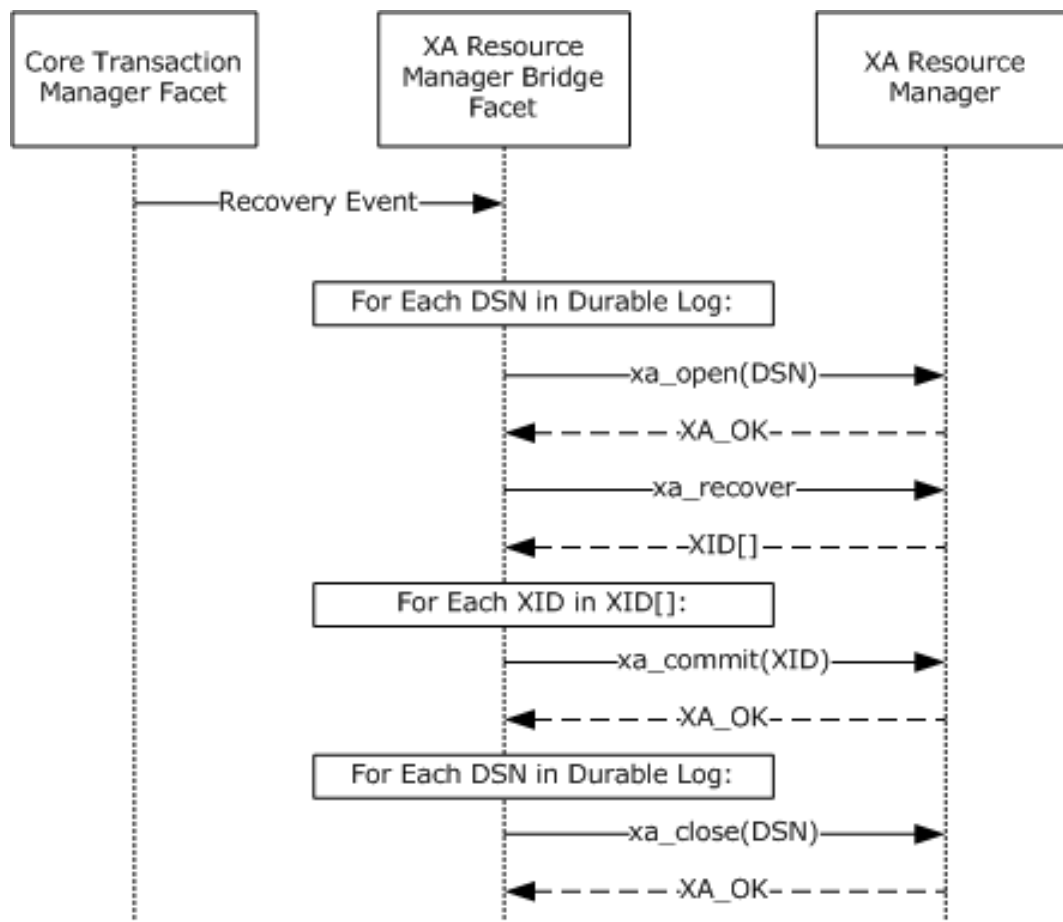 Core Transaction
Manager Facet
XA Resource
Manager Bridge
Facet
XA Resource
Manager
Recovery Event
For Each DSN in Durable Log:
xa_open(DSN)
XA_OK
xa_recover
XID[]
For Each XID in XID[]:
xa_commit(XID)
XA_OK
For Each DSN in Durable Log:
xa_close(DSN)
XA_OK